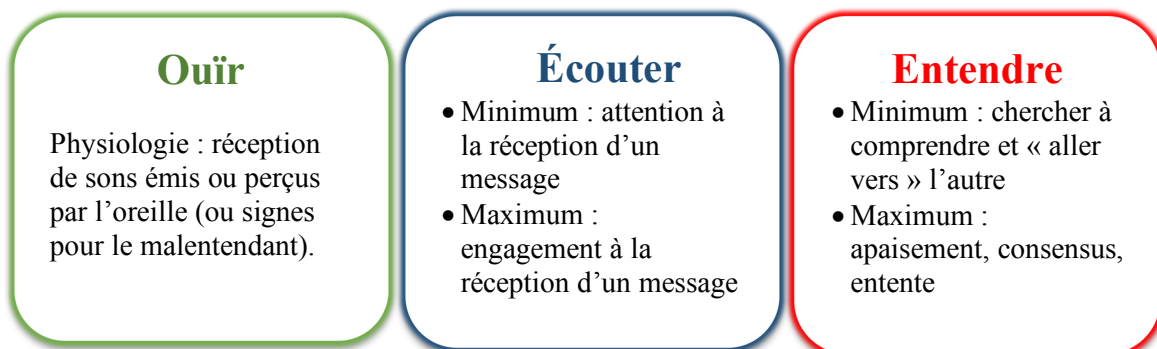 Ouïr
Physiologie : réception
de sons émis ou perçus
par l’oreille (ou signes
pour le malentendant).
Écouter
• Minimum : attention à
la réception d’un
message
• Maximum :
engagement à la
réception d’un message
Entendre
• Minimum : chercher à
comprendre et « aller
vers » l’autre
• Maximum :
apaisement, consensus,
entente